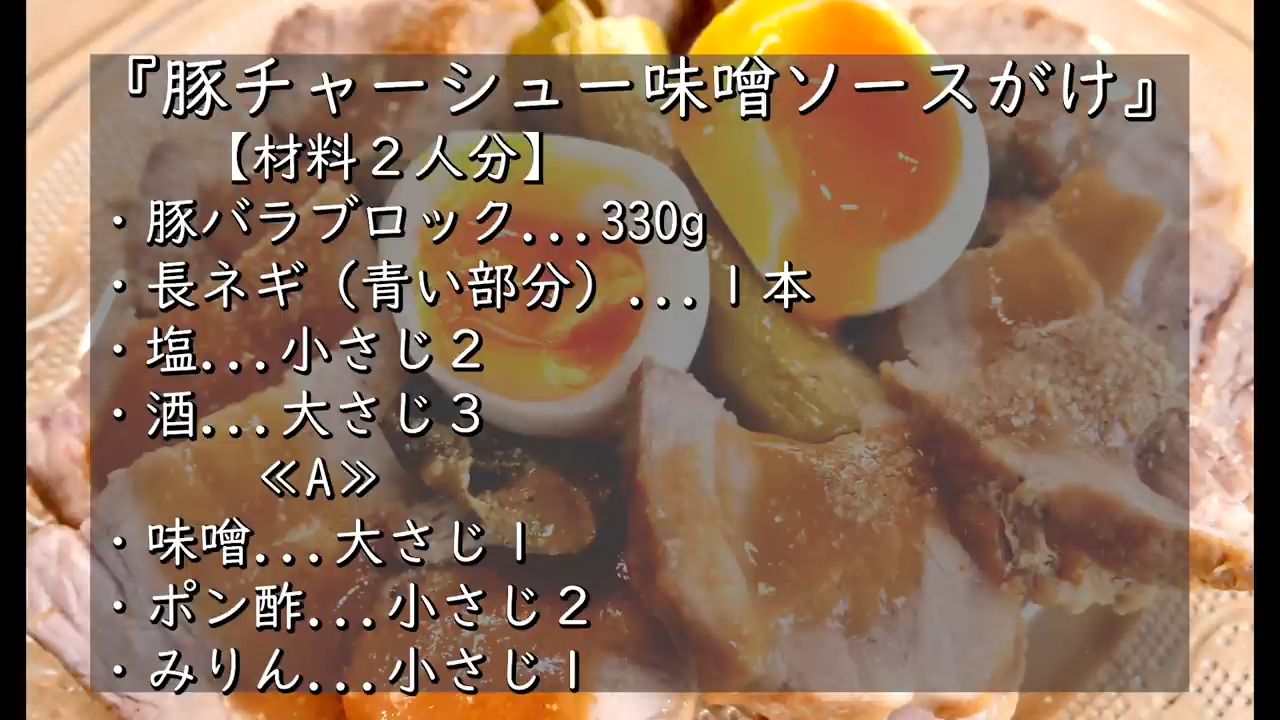 『豚チャーシュー味噌ソースがけ』
【材料２人分】
・豚バラブロック...330g
・長ネギ（青い部分）...１本
・塩...小さじ２
・酒...大さじ３
≪A≫
・味噌...大さじ１
・ポン酢...小さじ２
・みりん...小さじ１